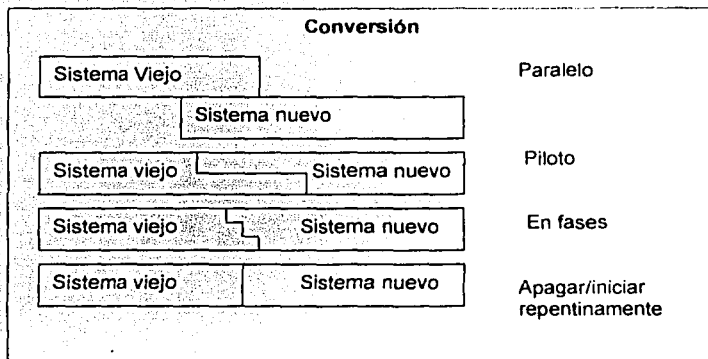 Conversión
Sistema Viejo
Paralelo
Sistema nuevo
Sistema viejo
Sistema nuevo
Piloto
Sistema viejo
Sistema nuevo
En fases
Sistema viejo
Sistema nuevo
Apagar/iniciar
repentinamente